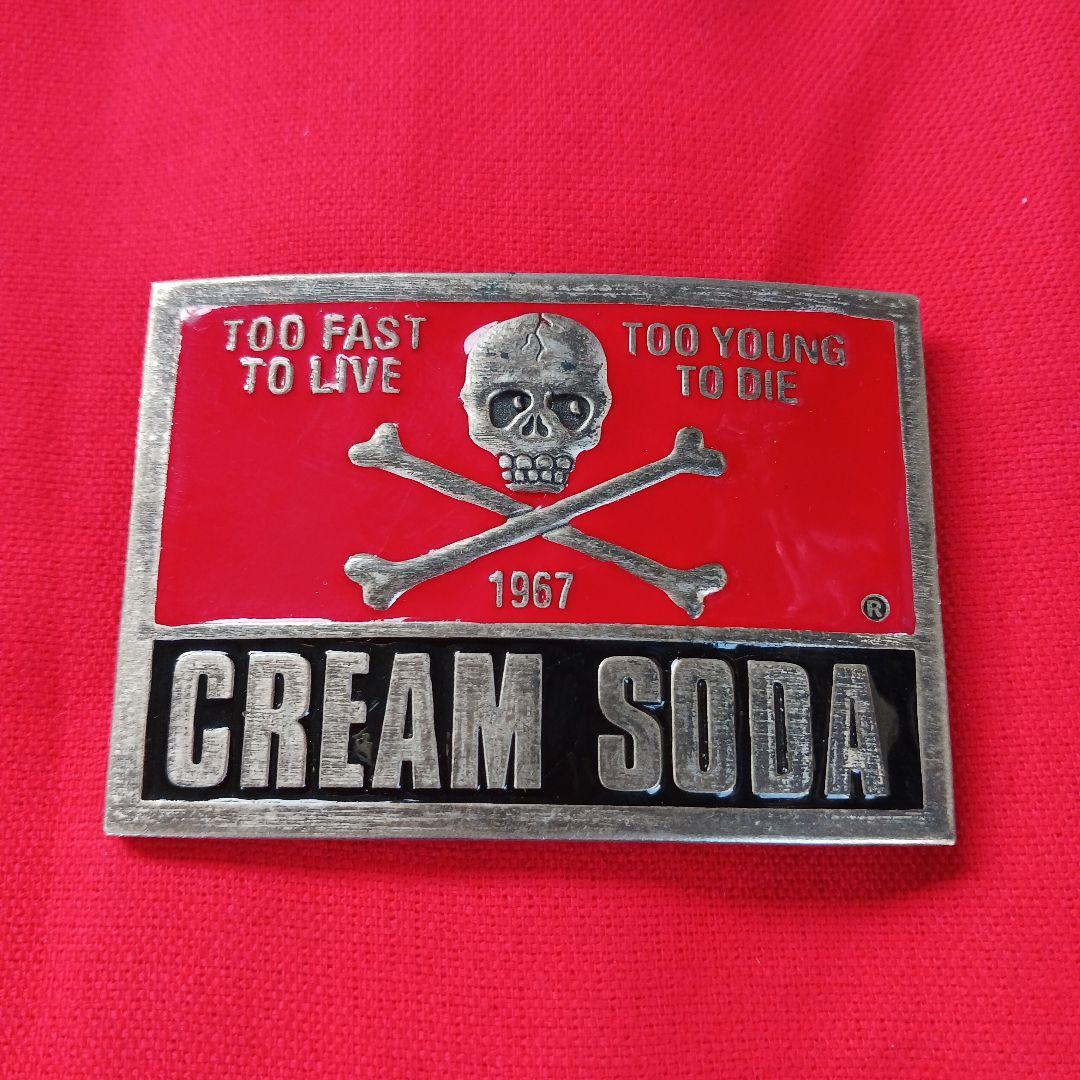 TOO FAST
TO LIVE
TOO YOUNG
TO DIE
1967
®
CREAM SODA